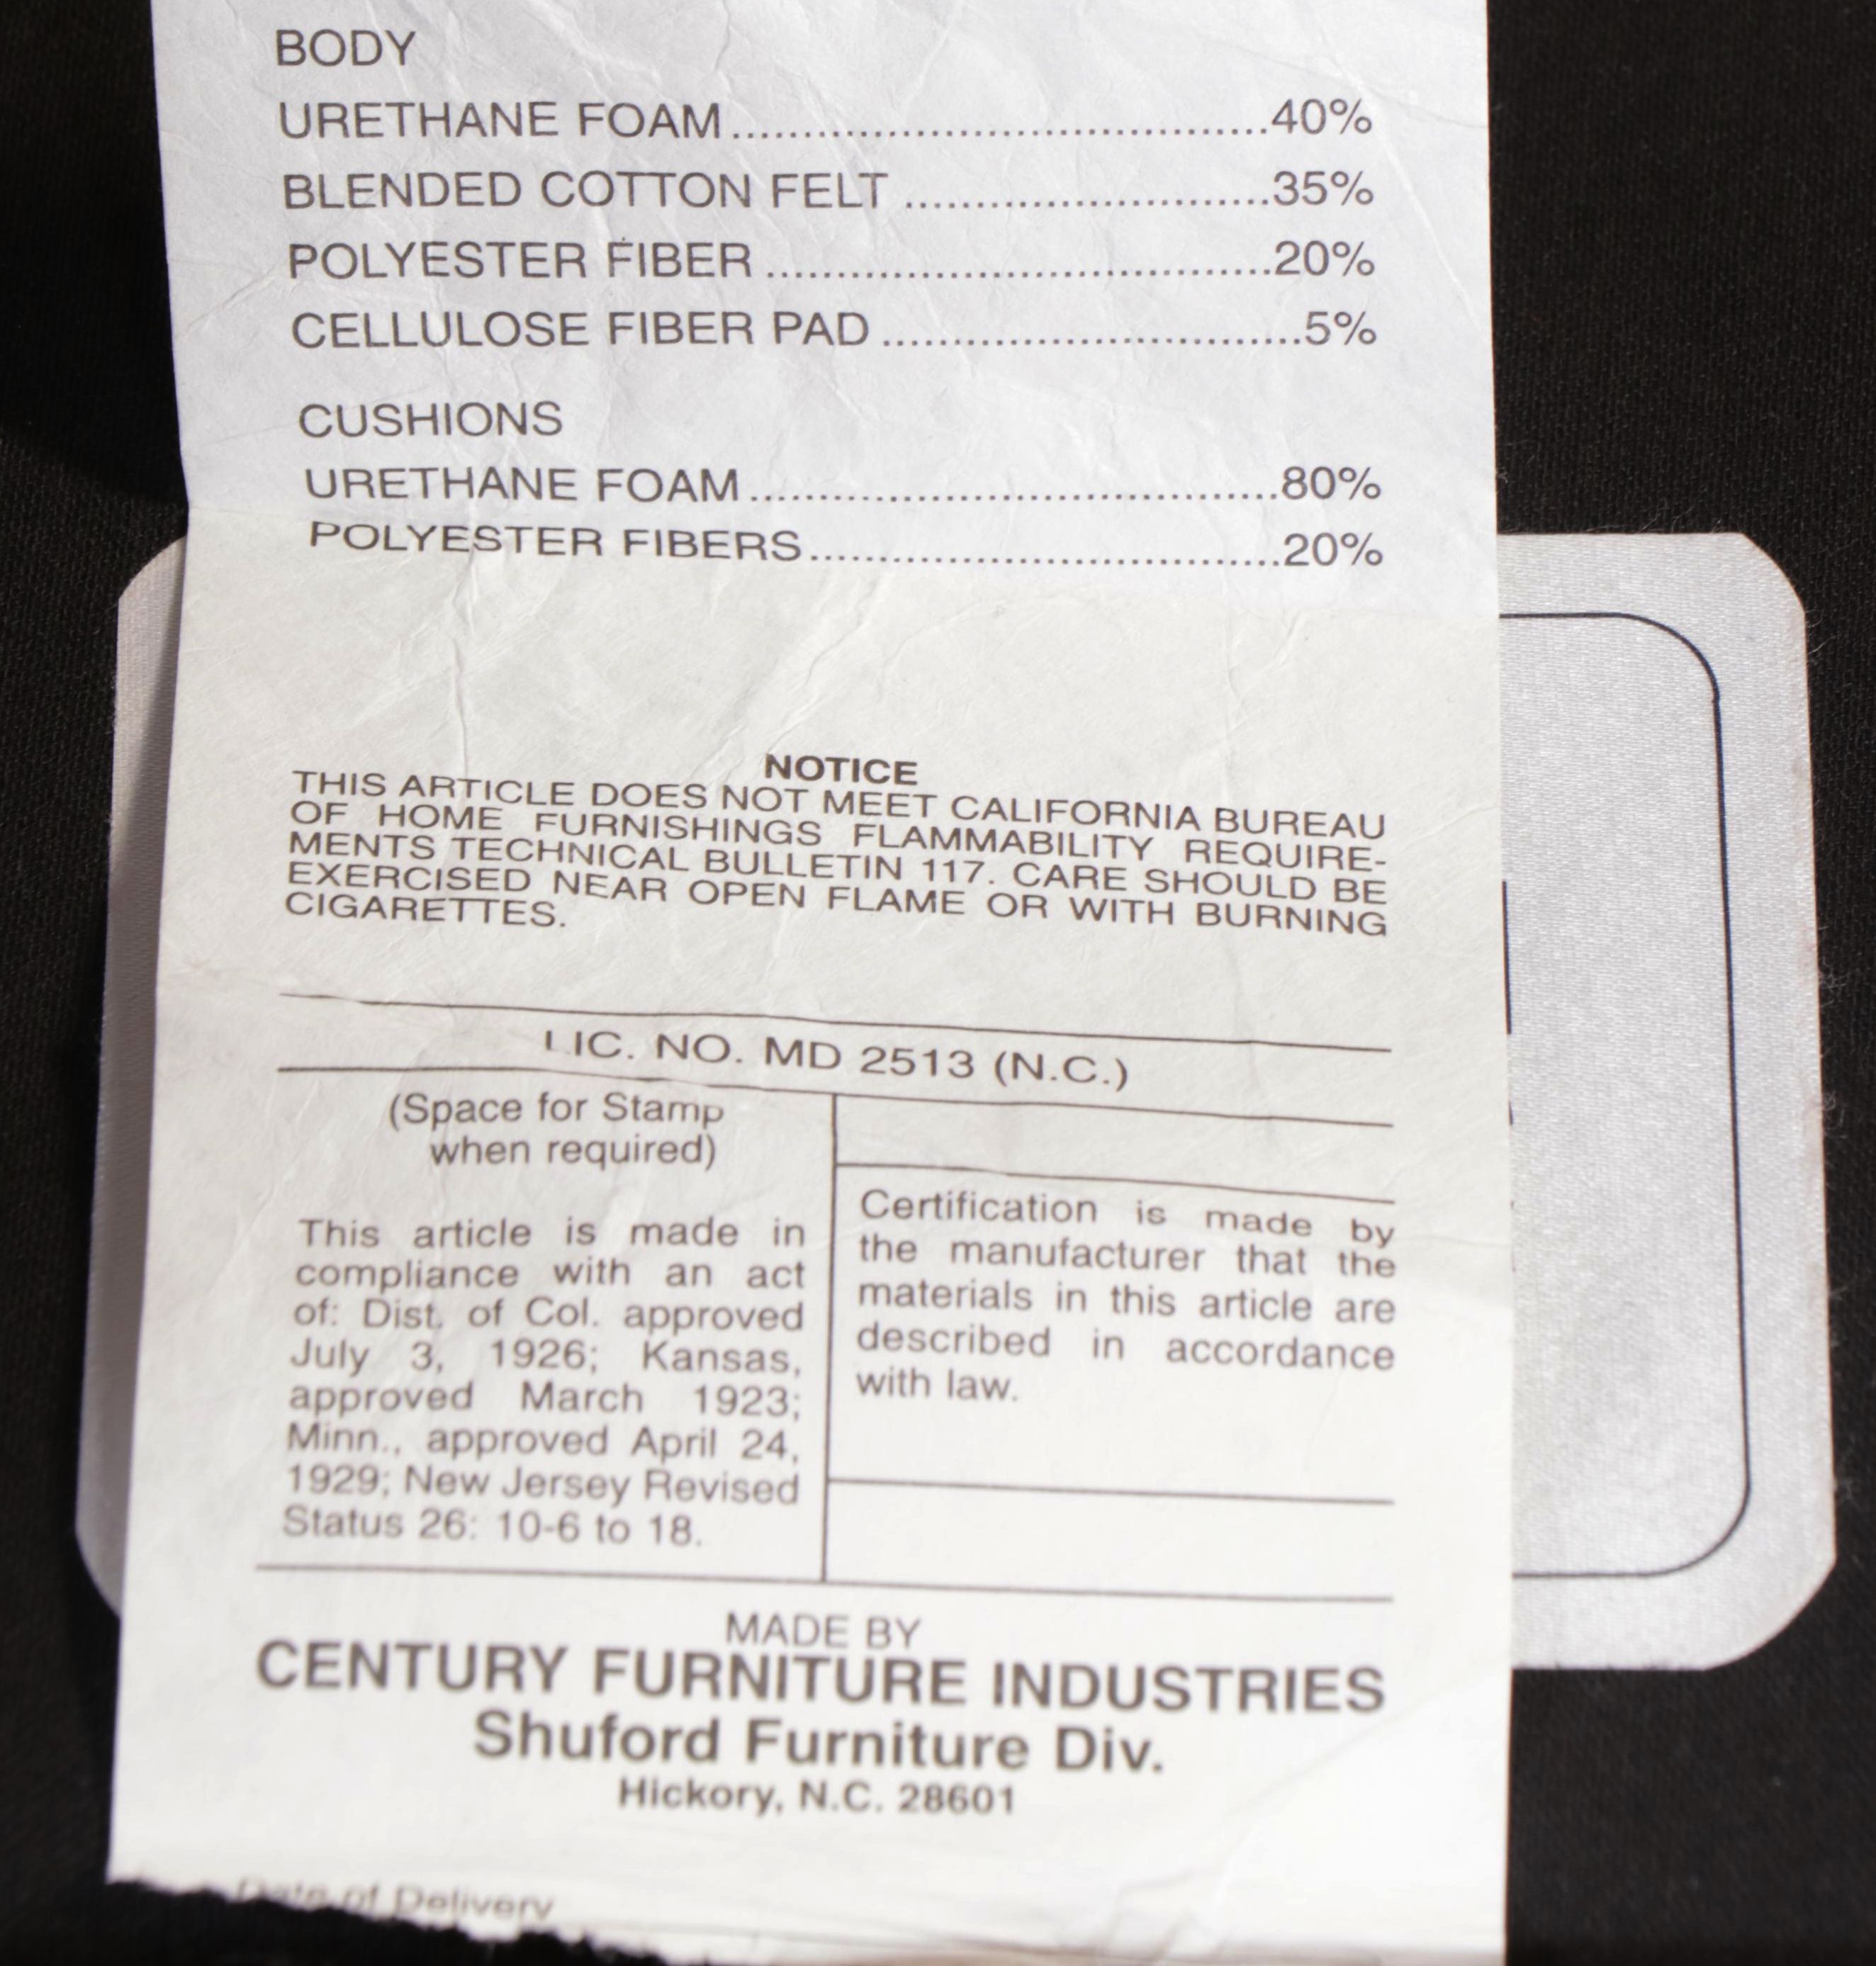 BODY
URETHANE FOAM......................................40%
BLENDED COTTON FELT ..........................35%
POLYESTER FIBER ....................................20%
CELLULOSE FIBER PAD ..............................5%
CUSHIONS
URETHANE FOAM......................................80%
POLYESTER FIBERS..................................20%
NOTICE
THIS ARTICLE DOES NOT MEET CALIFORNIA BUREAU
OF HOME FURNISHINGS FLAMMABILITY REQUIRE-
MENTS TECHNICAL BULLETIN 117. CARE SHOULD BE
EXERCISED NEAR OPEN FLAME OR WITH BURNING
CIGARETTES.
LIC. NO. MD 2513 (N.C.)
(Space for Stamp
when required)
This article is made in
compliance with an act
of: Dist. of Col. approved
July 3, 1926; Kansas,
approved March 1923;
Minn., approved April 24,
1929; New Jersey Revised
Status 26: 10-6 to 18.
Certification is made by
the manufacturer that the
materials in this article are
described in accordance
with law.
MADE BY
CENTURY FURNITURE INDUSTRIES
Shuford Furniture Div.
Hickory, N.C. 28601
Date of Delivery